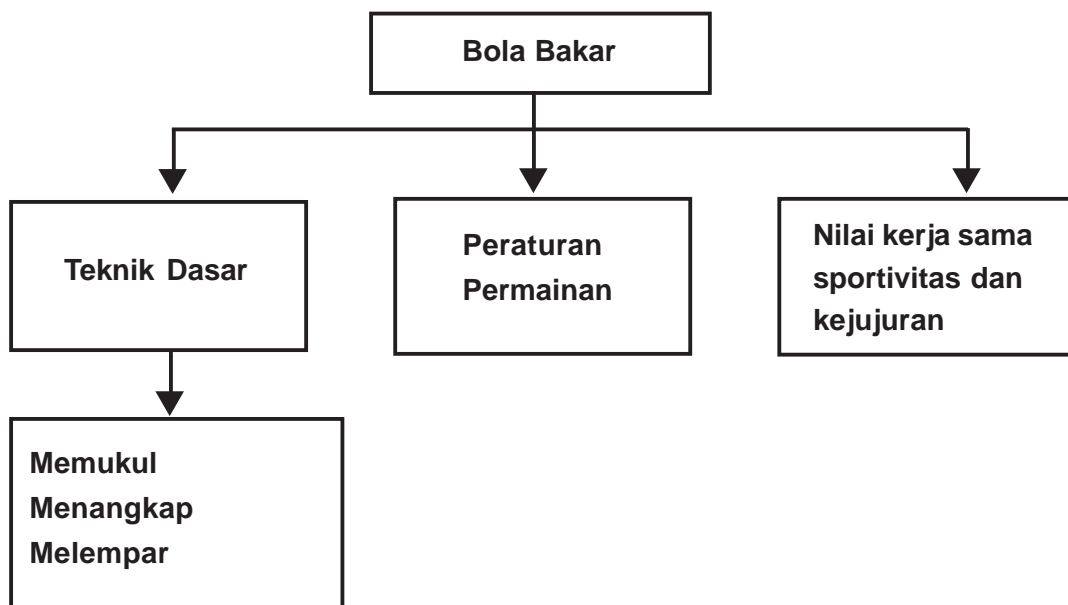 Bola Bakar
Teknik Dasar
Peraturan
Permainan
Nilai kerja sama
sportivitas dan
kejujuran
Memukul
Menangkap
Melempar